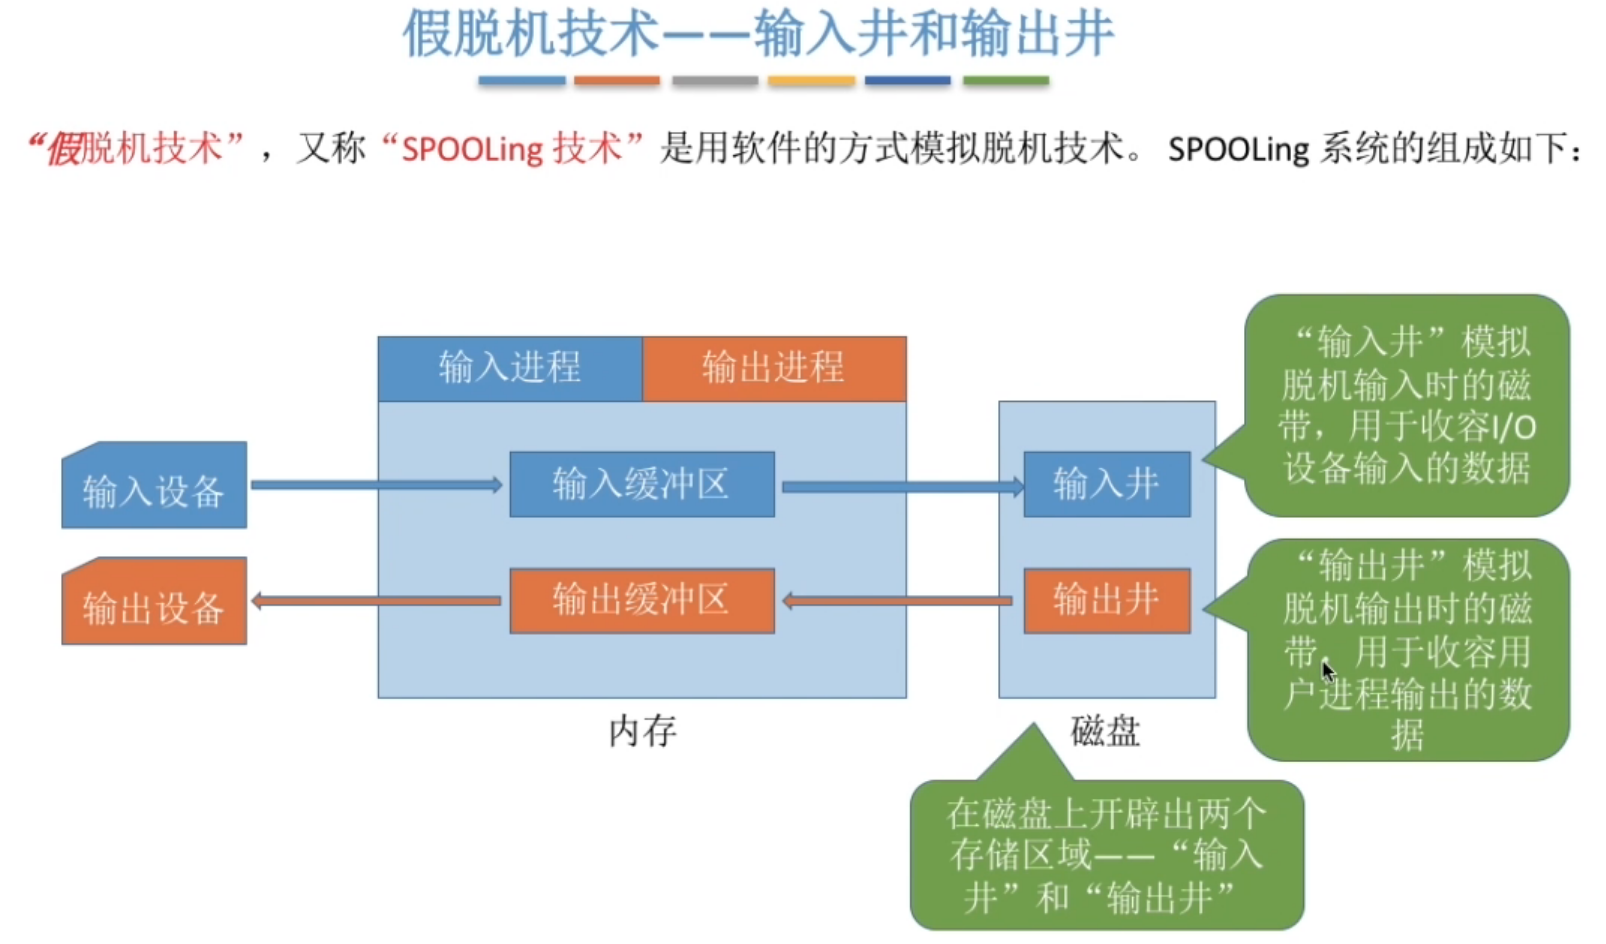 假脱机技术——输入井和输出井
“假脱机技术”，又称“SPOOLing 技术”是用软件的方式模拟脱机技术。 SPOOLing 系统的组成如下：
输入进程
输出进程
输入设备
输入缓冲区
输入井
输出设备
输出缓冲区
输出井
内存
磁盘
“输入井”模拟
脱机输入时的磁
带，用于收容I/O
设备输入的数据
“输出井”模拟
脱机输出时的磁
带，用于收容用
户进程输出的数
据
在磁盘上开辟出两个
存储区域——“输入
井”和“输出井”